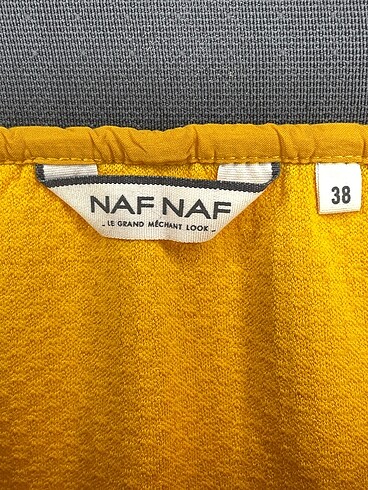 NAF NAF
_ LE GRAND MÉCHANT LOOK _
38